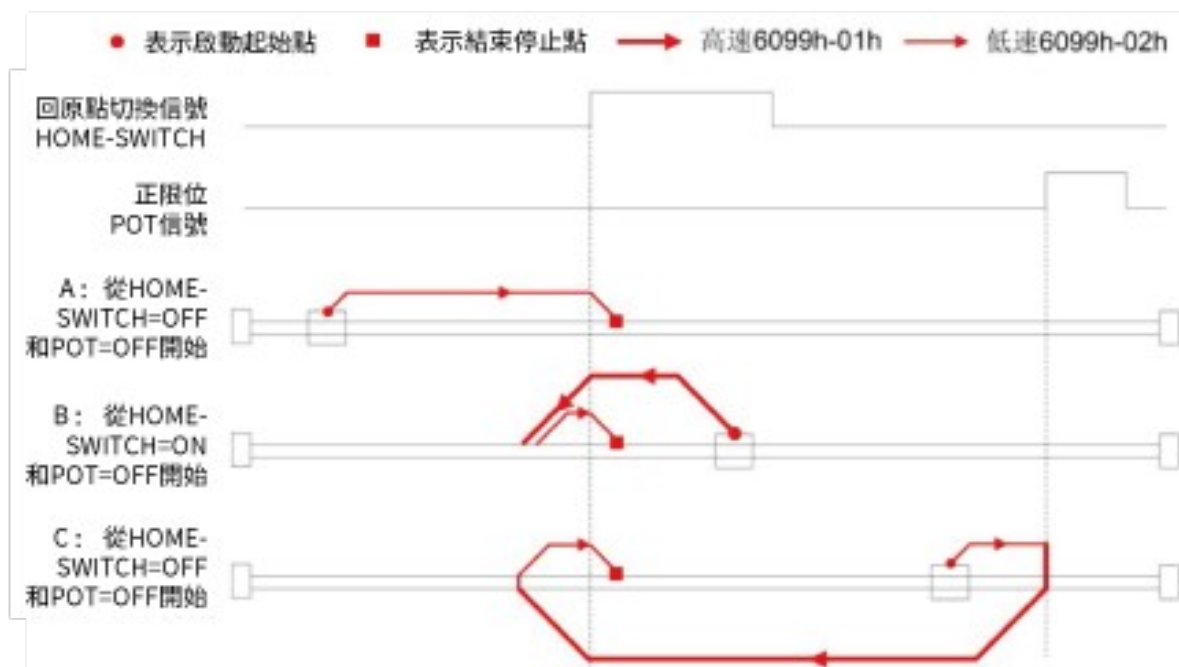 表示啟動起始點 表示結束停止點 高速6099h-01h 低速6099h-02h
回原點切換信號
HOME-SWITCH
正限位
POT信號
A：從HOME-
SWITCH=OFF
和POT=OFF開始
B：從HOME-
SWITCH=ON
和POT=OFF開始
C：從HOME-
SWITCH=OFF
和POT=OFF開始